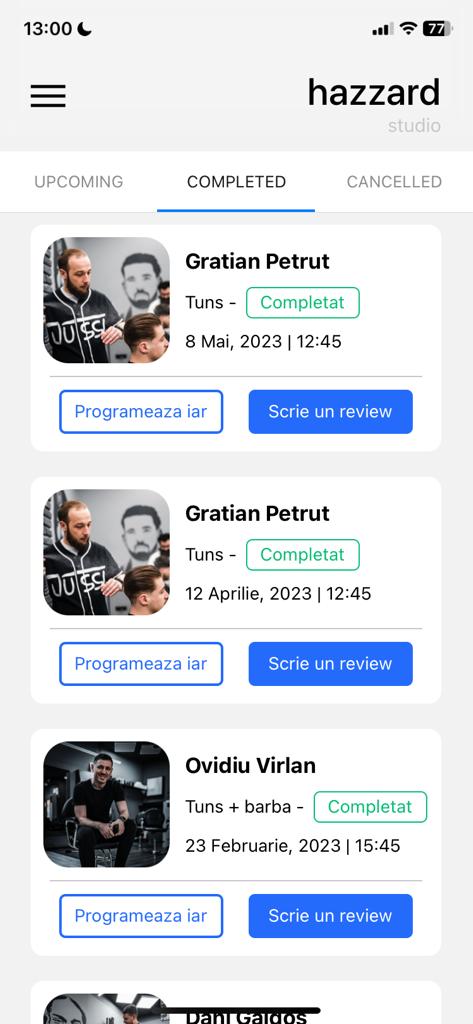 13:00
77
hazzard
studio
UPCOMING
COMPLETED
CANCELLED
Gratian Petrut
Tuns - Completat
8 Mai, 2023 | 12:45
Programeaza iar
Scrie un review
Gratian Petrut
Tuns - Completat
12 Aprilie, 2023 | 12:45
Programeaza iar
Scrie un review
Ovidiu Virlan
Tuns + barba - Completat
23 Februarie, 2023 | 15:45
Programeaza iar
Scrie un review